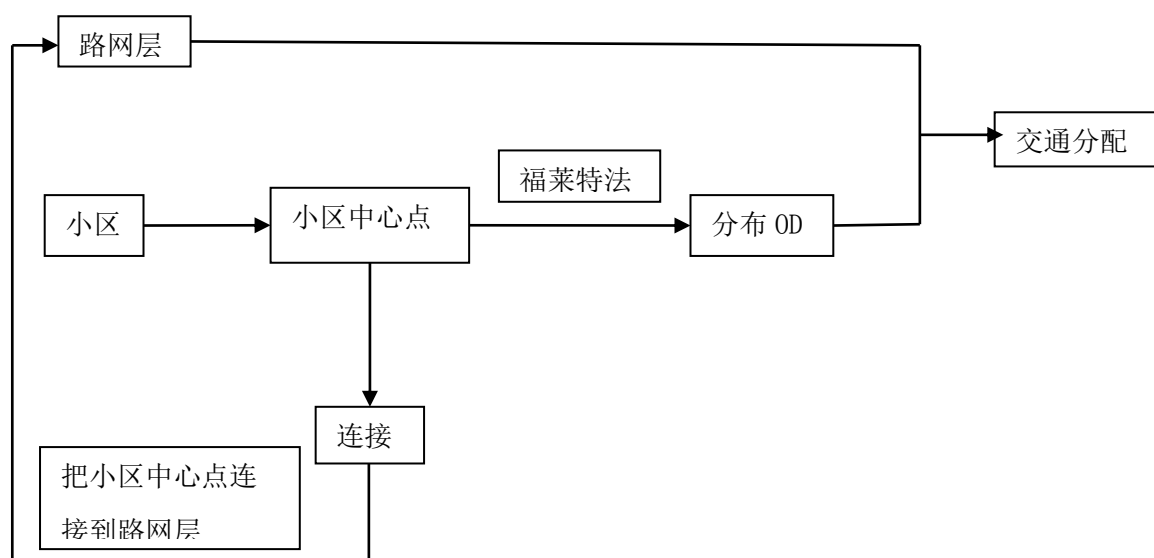 路网层
交通分配
福莱特法
小区
小区中心点
分布 OD
连接
把小区中心点连
接到路网层